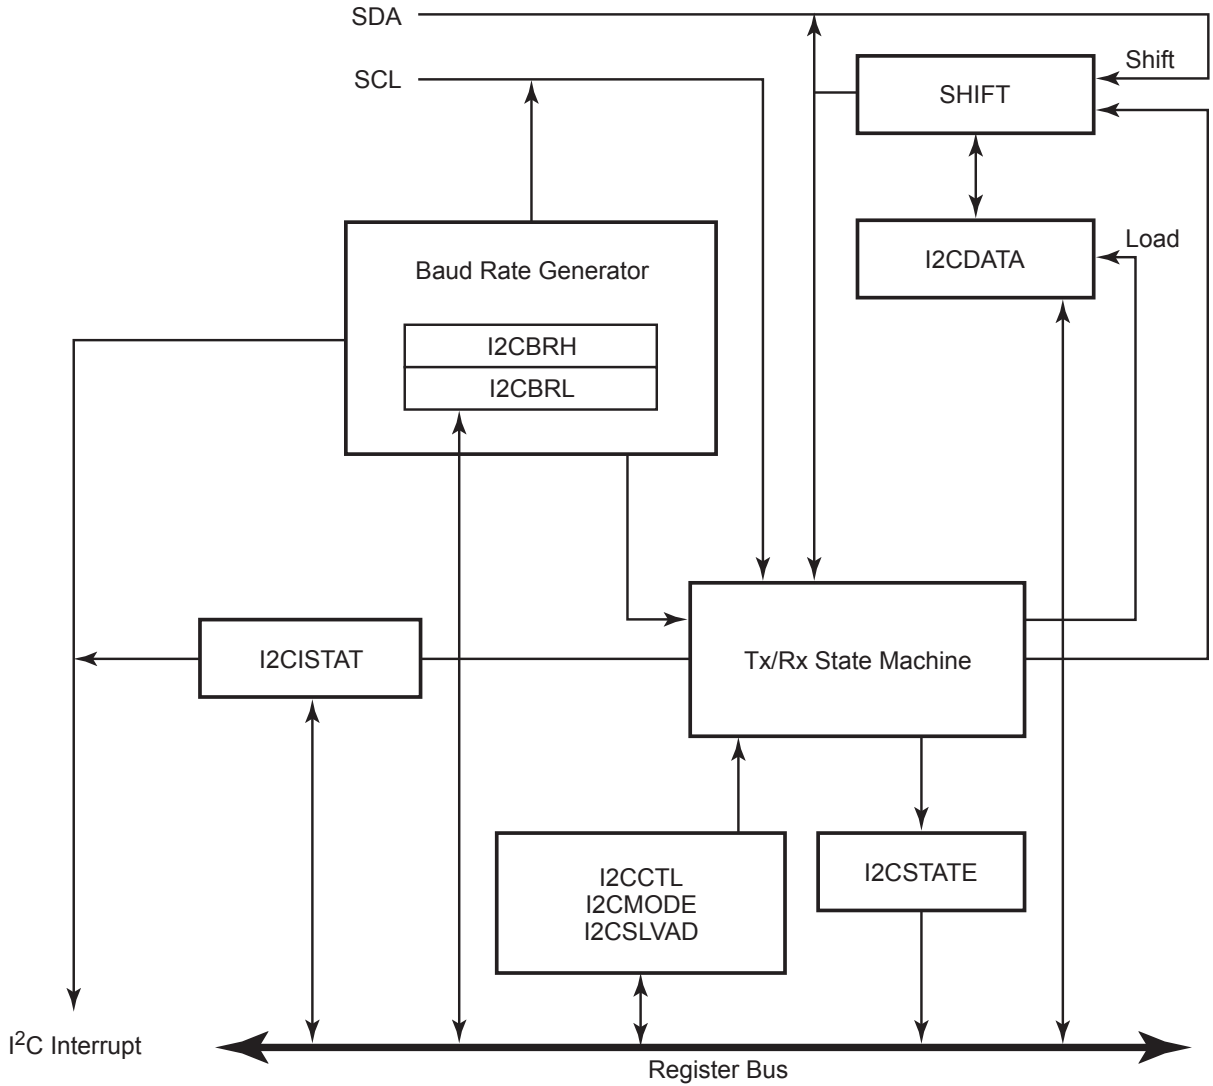 SDA
SCL
Shift
SHIFT
Load
I2CDATA
Baud Rate Generator
I2CBRH
I2CBRL
I2CISTAT
Tx/Rx State Machine
I2CCTL
I2CMODE
I2CSLVAD
I2CSTATE
I²C Interrupt
Register Bus